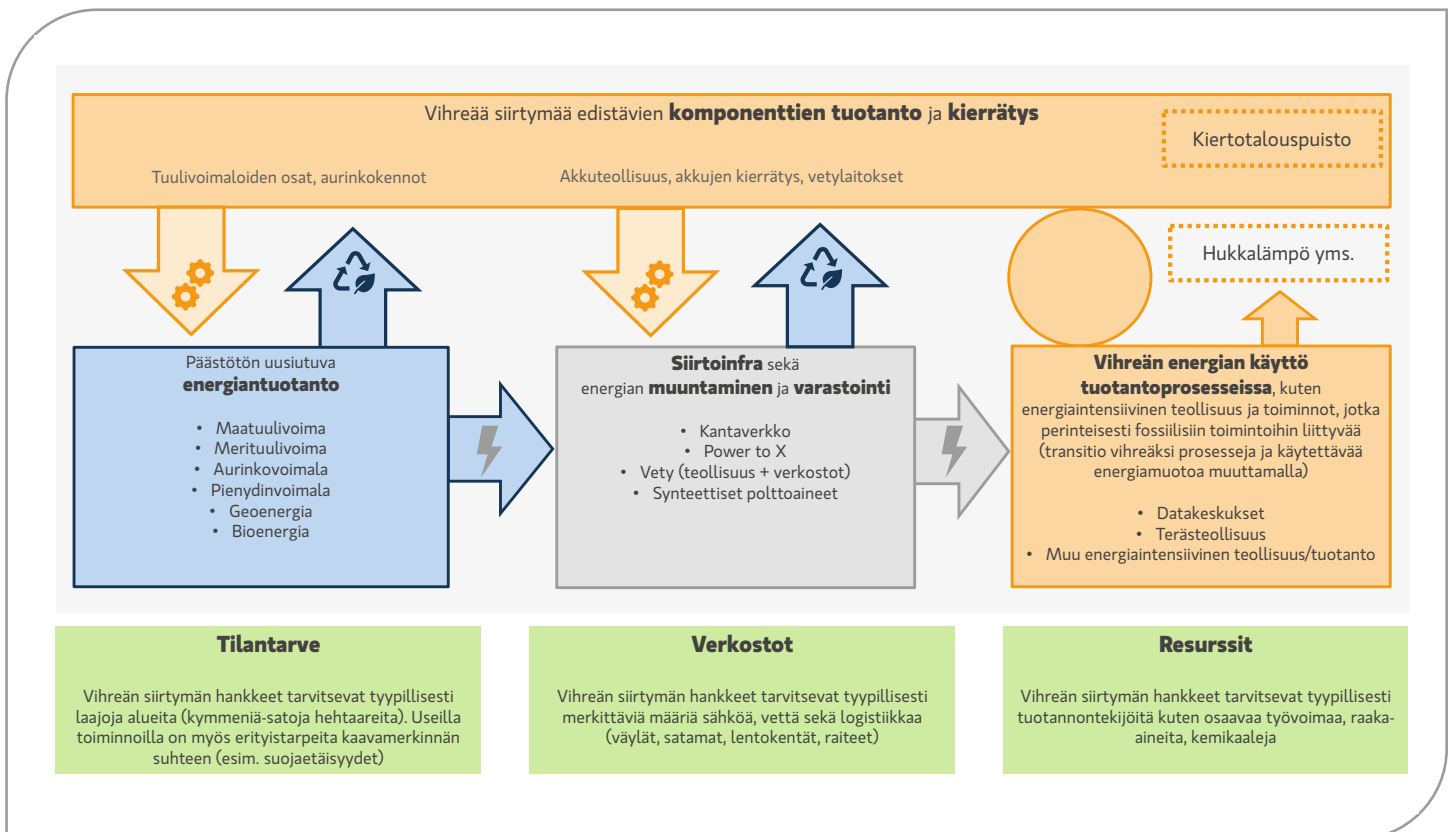 Vihreää siirtymää edistävien komponenttien tuotanto ja kierrätys
Kiertotalouspuisto
Tuulivoimaloiden osat, aurinkokennot
Akkuteollisuus, akkujen kierrätys, vetylaitokset
Hukkalämpö yms.
Päästötön uusiutuva
energiantuotanto
• Maatuulivoima
• Merituulivoima
• Aurinkovoimala
• Pienydinvoimala
• Geoenergia
• Bioenergia
Siirtoinfra sekä
energian muuntaminen ja varastointi
• Kantaverkko
• Power to X
• Vety (teollisuus + verkostot)
• Synteettiset polttoaineet
Vihreän energian käyttö
tuotantoprosesseissa, kuten
energiaintensiivinen teollisuus ja toiminnot, jotka
perinteisesti fossiilisiin toimintoihin liittyvää
(transitio vihreäksi prosesseja ja käytettävää
energiamuotoa muuttamalla)
• Datakeskukset
• Terästeollisuus
• Muu energiaintensiivinen teollisuus/tuotanto
Tilantarve
Vihreän siirtymän hankkeet tarvitsevat tyypillisesti
laajoja alueita (kymmeniä-satoja hehtaareita). Useilla
toiminnoilla on myös erityistarpeita kaavamerkinnän
suhteen (esim. suojaetäisyydet)
Verkostot
Vihreän siirtymän hankkeet tarvitsevat tyypillisesti
merkittäviä määriä sähköä, vettä sekä logistiikkaa
(väylät, satamat, lentokentät, raiteet)
Resurssit
Vihreän siirtymän hankkeet tarvitsevat tyypillisesti
tuotannontekijöitä kuten osaavaa työvoimaa, raaka-
aineita, kemikaaleja